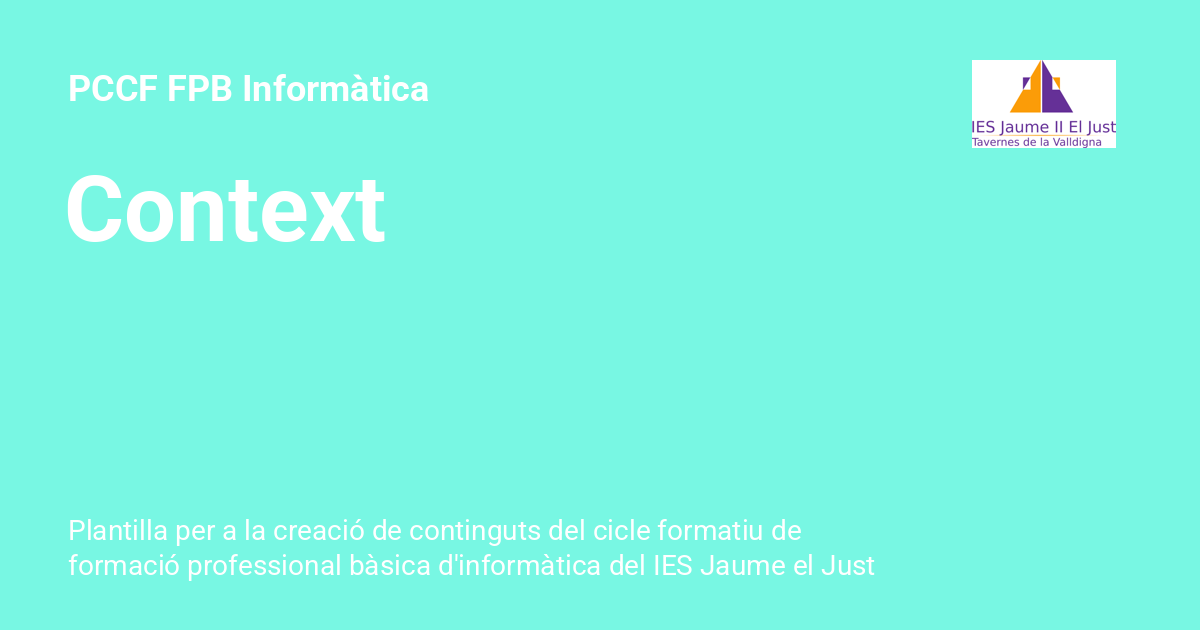 PCCF FPB Informàtica
IES Jaume II El Just
Tavernes de la Valldigna
Context
Plantilla per a la creació de continguts del cicle formatiu de
formació professional bàsica d'informàtica del IES Jaume el Just